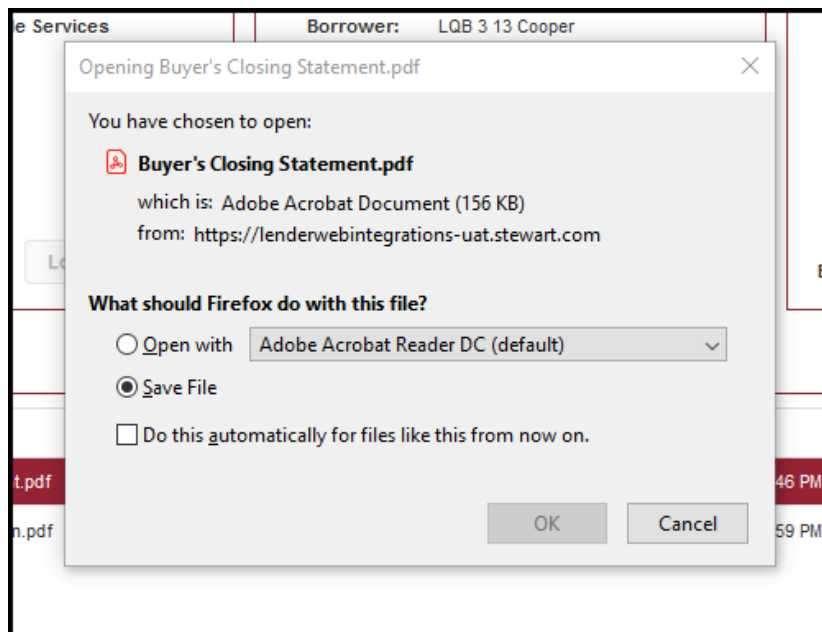 le Services
Borrower: LQB 3 13 Cooper
Opening Buyer's Closing Statement.pdf
You have chosen to open:
Buyer's Closing Statement.pdf
which is: Adobe Acrobat Document (156 KB)
from: https://lenderwebintegrations-uat.stewart.com
Lo
What should Firefox do with this file?
Open with Adobe Acrobat Reader DC (default)
Save File
Do this automatically for files like this from now on.
t.pdf 46 PM
OK Cancel
n.pdf 59 PM